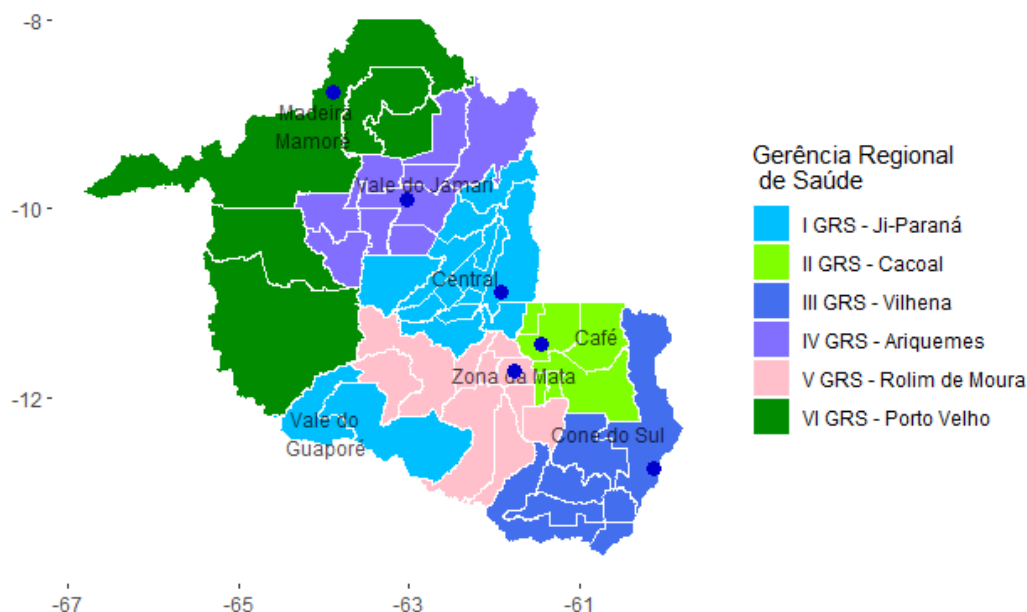 -8
-10
-12
-67
-65
-63
-61
Madeira
Mamoré
Vale do Jamari
Central
Café
Zona da Mata
Vale do
Guaporé
Cone do Sul
Gerência Regional
de Saúde
I GRS - Ji-Paraná
II GRS - Cacoal
III GRS - Vilhena
IV GRS - Ariquemes
V GRS - Rolim de Moura
VI GRS - Porto Velho